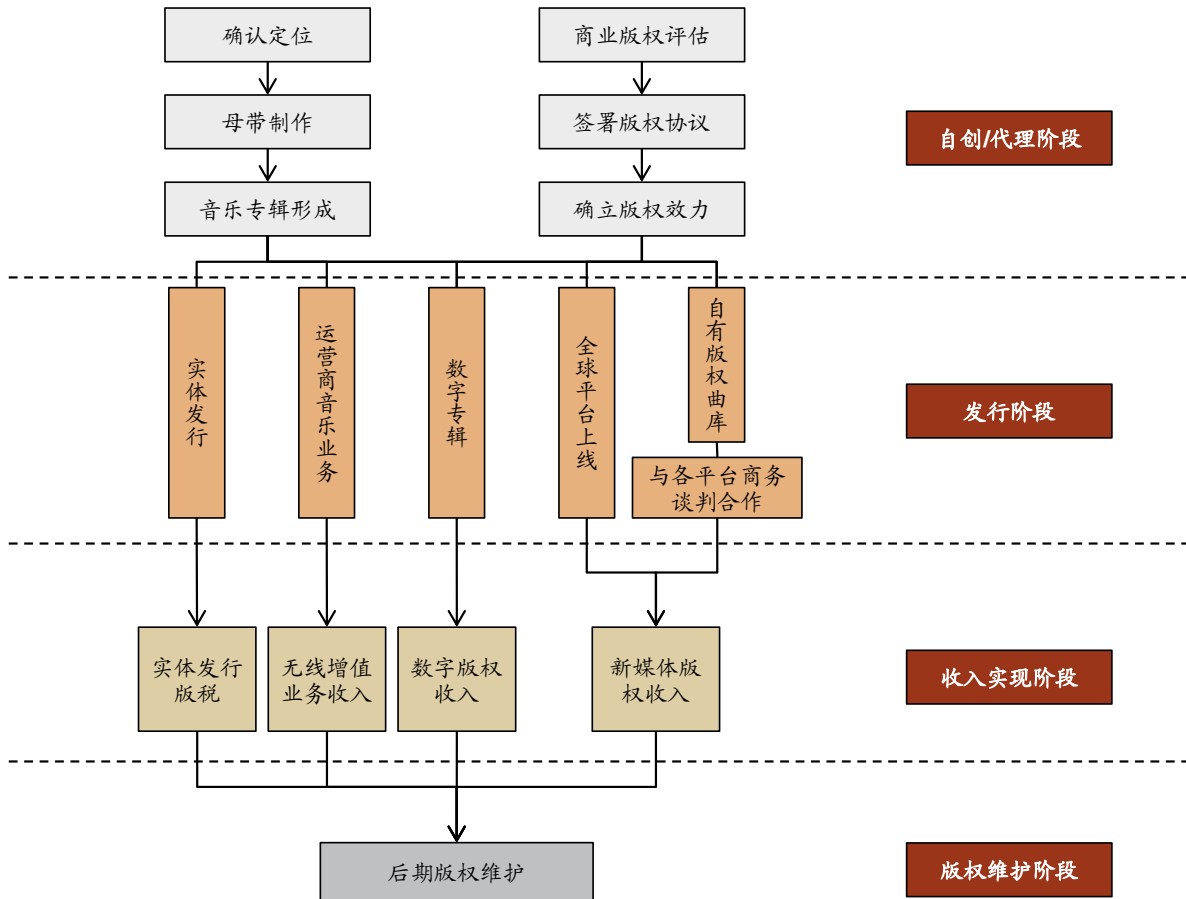 确认定位
商业版权评估
母带制作
签署版权协议
自创/代理阶段
音乐专辑形成
确立版权效力
实体发行
运营商音乐业务
数字专辑
全球平台上线
自有版权曲库
与各平台商务
谈判合作
发行阶段
实体发行
版税
无线增值
业务收入
数字版权
收入
新媒体版
权收入
收入实现阶段
后期版权维护
版权维护阶段